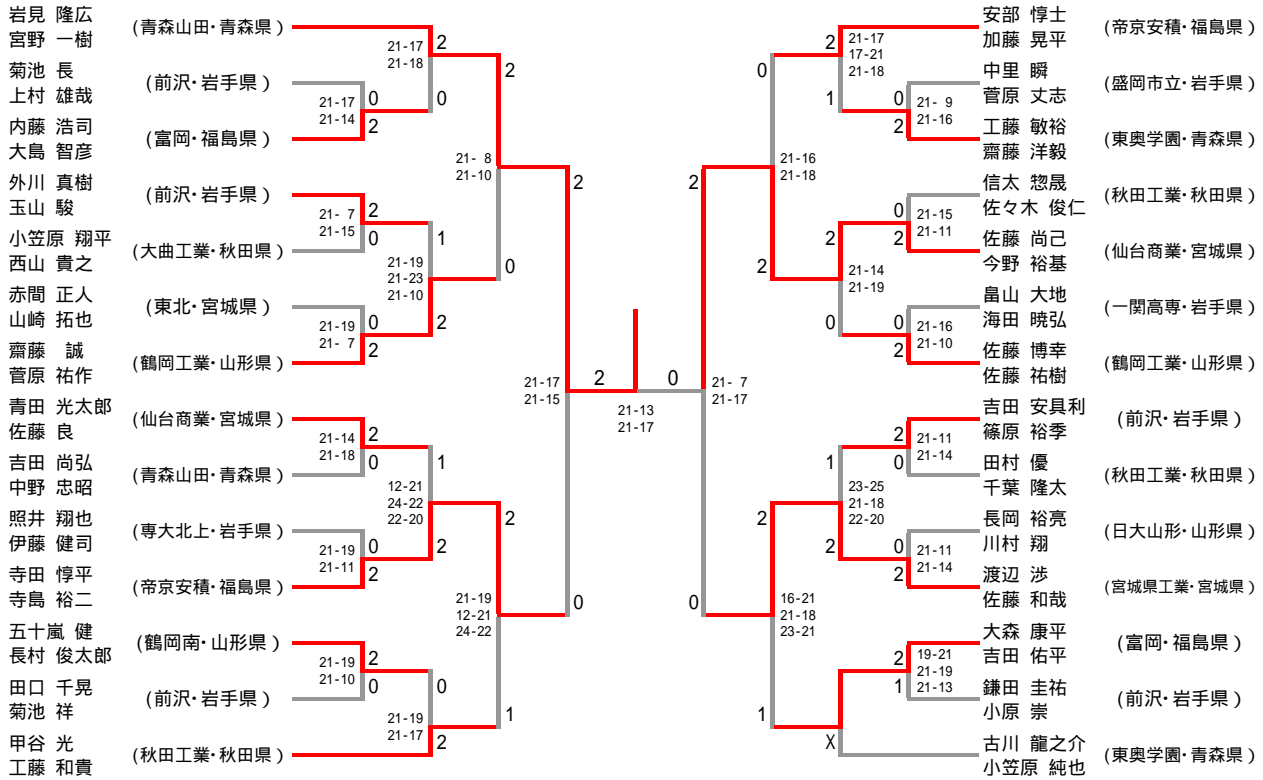 岩見 隆広
宮野 一樹
(青森山田・青森県)
菊池 長
上村 雄哉
(前沢・岩手県)
内藤 浩司
大島 智彦
(富岡・福島県)
外川 真樹
玉山 駿
(前沢・岩手県)
小笠原 翔平
西山 貴之
(大曲工業・秋田県)
赤間 正人
山崎 拓也
(東北・宮城県)
齋藤 誠
菅原 祐作
(鶴岡工業・山形県)
青田 光太郎
佐藤 良
(仙台商業・宮城県)
吉田 尚弘
中野 忠昭
(青森山田・青森県)
照井 翔也
伊藤 健司
(専大北上・岩手県)
寺田 惇平
寺島 裕二
(帝京安積・福島県)
五十嵐 健
長村 俊太郎
(鶴岡南・山形県)
田口 千晃
菊池 祥
(前沢・岩手県)
甲谷 光
工藤 和貴
(秋田工業・秋田県)
21-17
21-14
0
2
21-7
21-15
2
0
21-19
21-7
0
2
21-14
21-18
2
0
21-19
21-11
0
2
21-19
21-10
2
0
21-17
21-18
2
0
21-19
21-23
21-10
1
2
12-21
24-22
22-20
1
2
21-19
21-17
0
2
21-8
21-10
2
0
21-19
12-21
24-22
2
1
21-17
21-15
2
0
2
0
21-13
21-17
2
0
21-7
21-17
0
2
21-16
21-18
2
1
16-21
21-18
23-21
2
1
21-17
17-21
21-18
2
0
21-14
21-19
1
2
23-25
21-18
22-20
X
0
2
21-9
21-16
0
2
21-15
21-11
0
2
21-16
21-10
2
0
21-11
21-14
0
2
21-11
21-14
2
1
19-21
21-19
21-13
安部 惇士
加藤 晃平
(帝京安積・福島県)
中里 瞬
菅原 丈志
(盛岡市立・岩手県)
工藤 敏裕
齋藤 洋毅
(東奥学園・青森県)
信太 惣晟
佐々木 俊仁
(秋田工業・秋田県)
佐藤 尚己
今野 裕基
(仙台商業・宮城県)
畠山 大地
海田 暁弘
(一関高専・岩手県)
佐藤 博幸
佐藤 祐樹
(鶴岡工業・山形県)
吉田 安具利
篠原 裕季
(前沢・岩手県)
田村 優
千葉 隆太
(秋田工業・秋田県)
長岡 裕亮
川村 翔
(日大山形・山形県)
渡辺 渉
佐藤 和哉
(宮城県工業・宮城県)
大森 康平
吉田 佑平
(富岡・福島県)
鎌田 圭祐
小原 崇
(前沢・岩手県)
古川 龍之介
小笠原 純也
(東奥学園・青森県)